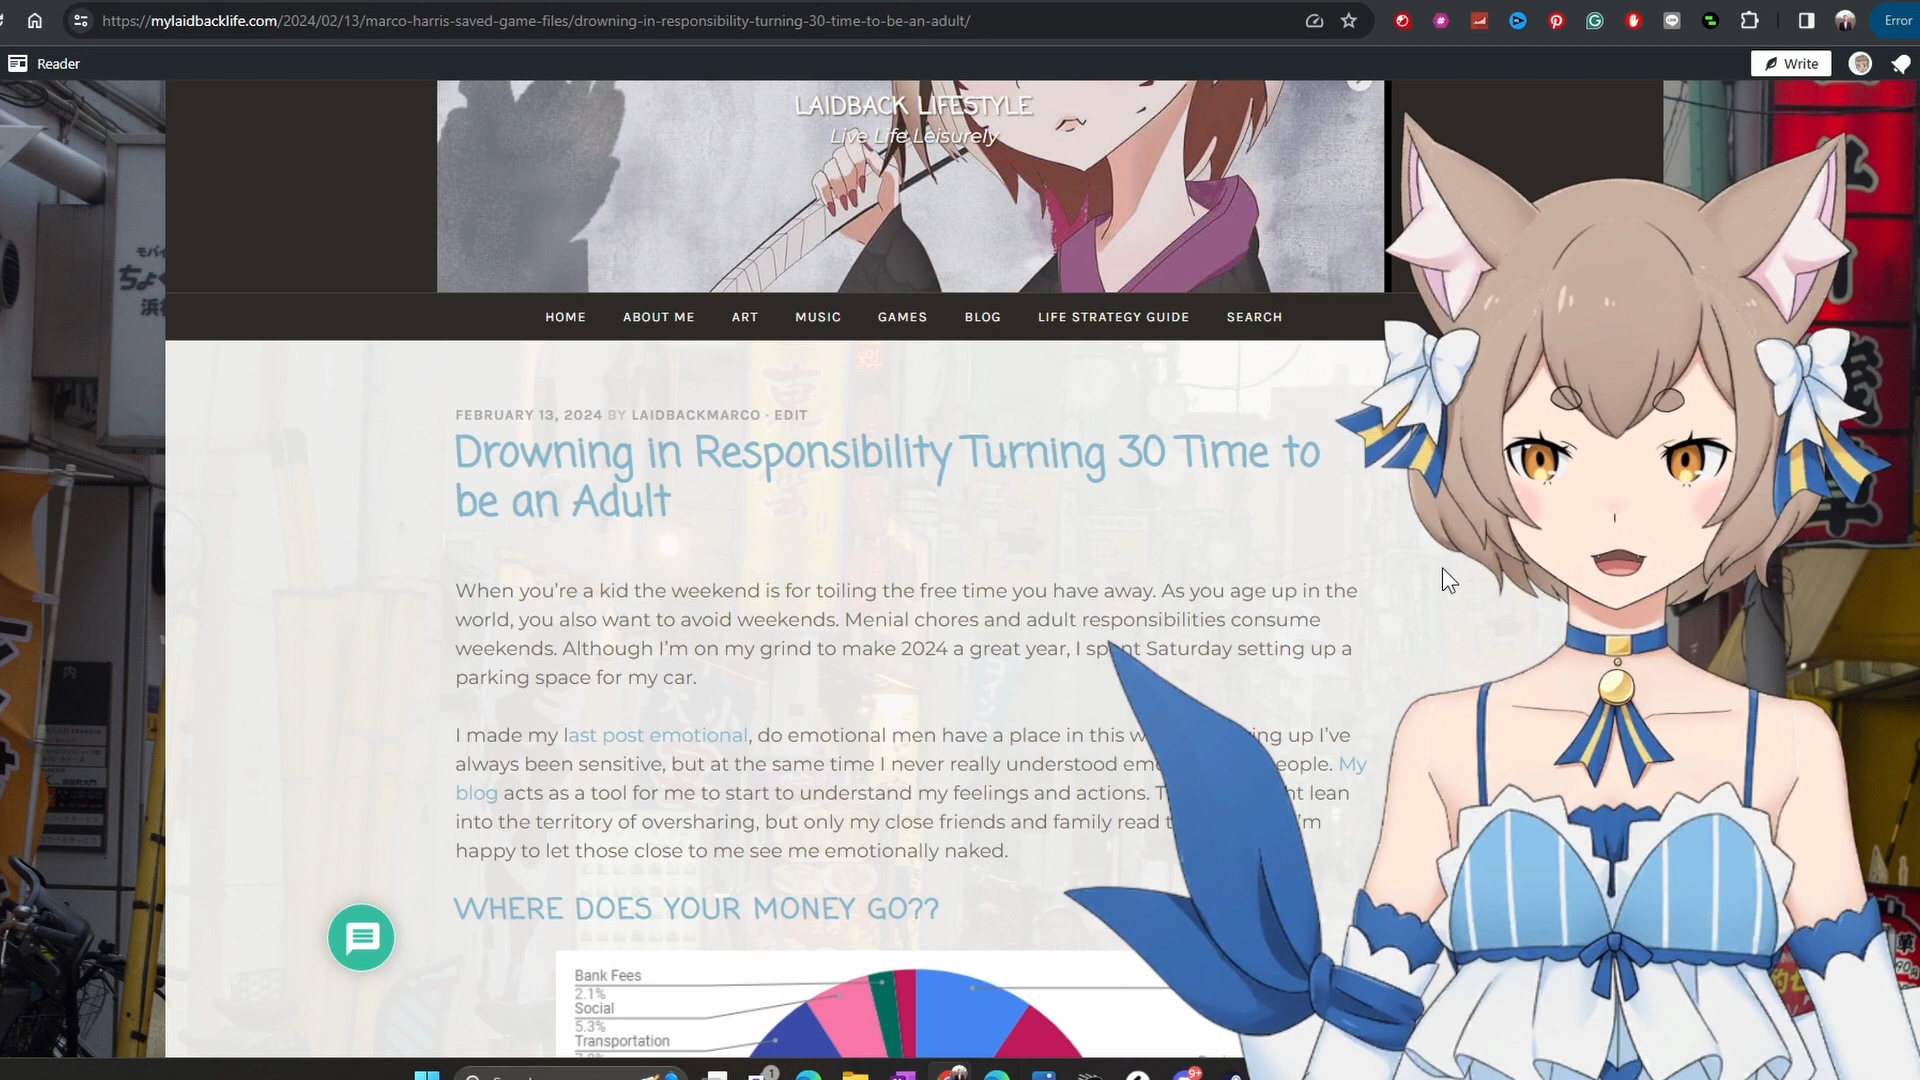 https://mylaidbacklife.com/2024/02/13/marco-harris-saved-game-files/drowning-in-responsibility-turning-30-time-to-be-an-adult/
Error
Reader
Write
LAIDBACK LIFESTYLE
Live Life Leisurely
HOME ABOUT ME ART MUSIC GAMES BLOG LIFE STRATEGY GUIDE SEARCH
FEBRUARY 13, 2024 BY LAIDBACKMARCO · EDIT
Drowning in Responsibility Turning 30 Time to
be an Adult
When you're a kid the weekend is for toiling the free time you have away. As you age up in the
world, you also want to avoid weekends. Menial chores and adult responsibilities consume
weekends. Although I'm on my grind to make 2024 a great year, I spent Saturday setting up a
parking space for my car.
I made my last post emotional, do emotional men have a place in this up I've
always been sensitive, but at the same time I never really understood My
blog acts as a tool for me to start to understand my feelings and actions. lean
into the territory of oversharing, but only my close friends and family read I'm
happy to let those close to me see me emotionally naked.
WHERE DOES YOUR MONEY GO??
Bank Fees
2.1%
Social
5.3%
Transportation
1
9+